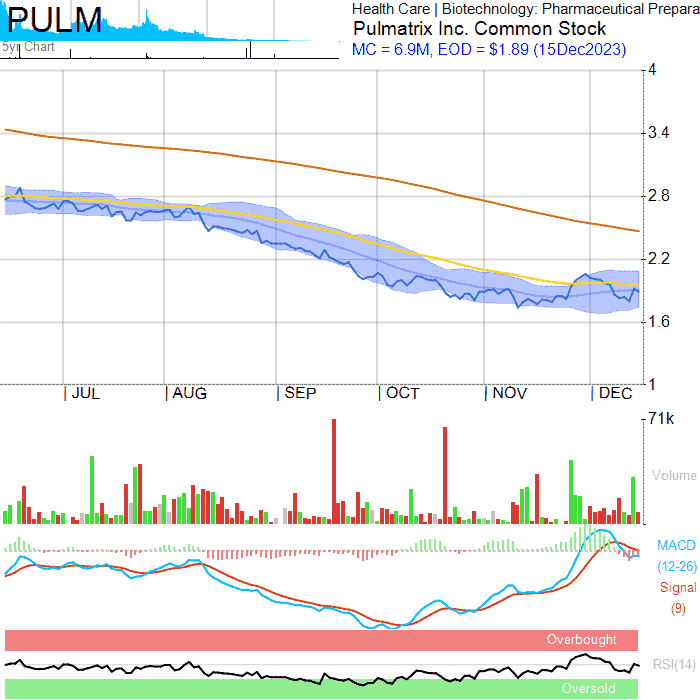 PULM
5yr Chart
Health Care | Biotechnology: Pharmaceutical Prepara
Pulmatrix Inc. Common Stock
MC = 6.9M, EOD = $1.89 (15Dec2023)
4
3.4
2.8
2.2
1.6
1
JUL
AUG
SEP
OCT
NOV
DEC
71k
Volume
MACD
(12-26)
Signal
(9)
Overbought
RSI(14)
Oversold